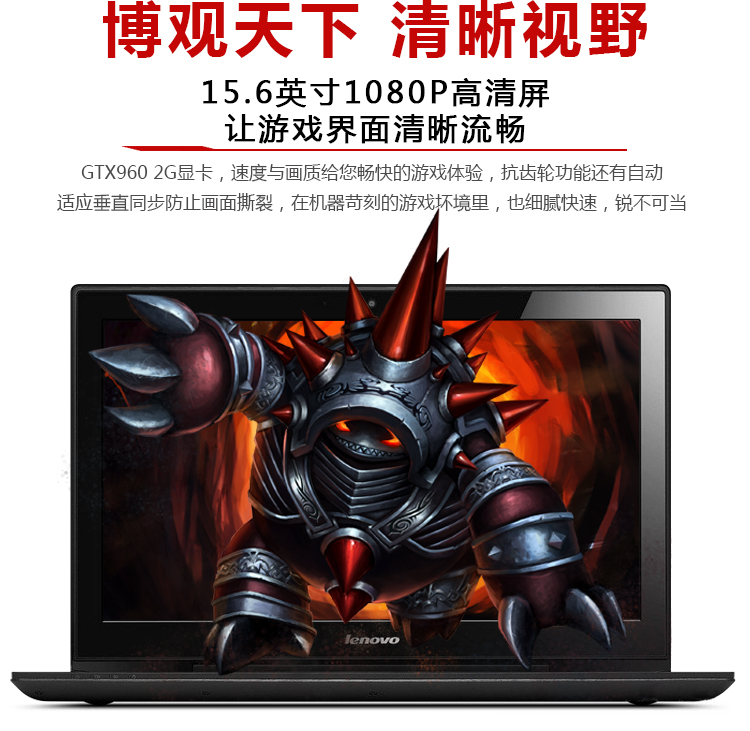 博观天下 清晰视野
15.6英寸1080P高清屏
让游戏界面清晰流畅
GTX960 2G显卡，速度与画质给您畅快的游戏体验，抗齿轮功能还有自动
适应垂直同步防止画面撕裂，在机器苛刻的游戏坏境里，也细腻快速，锐不可当
lenovo